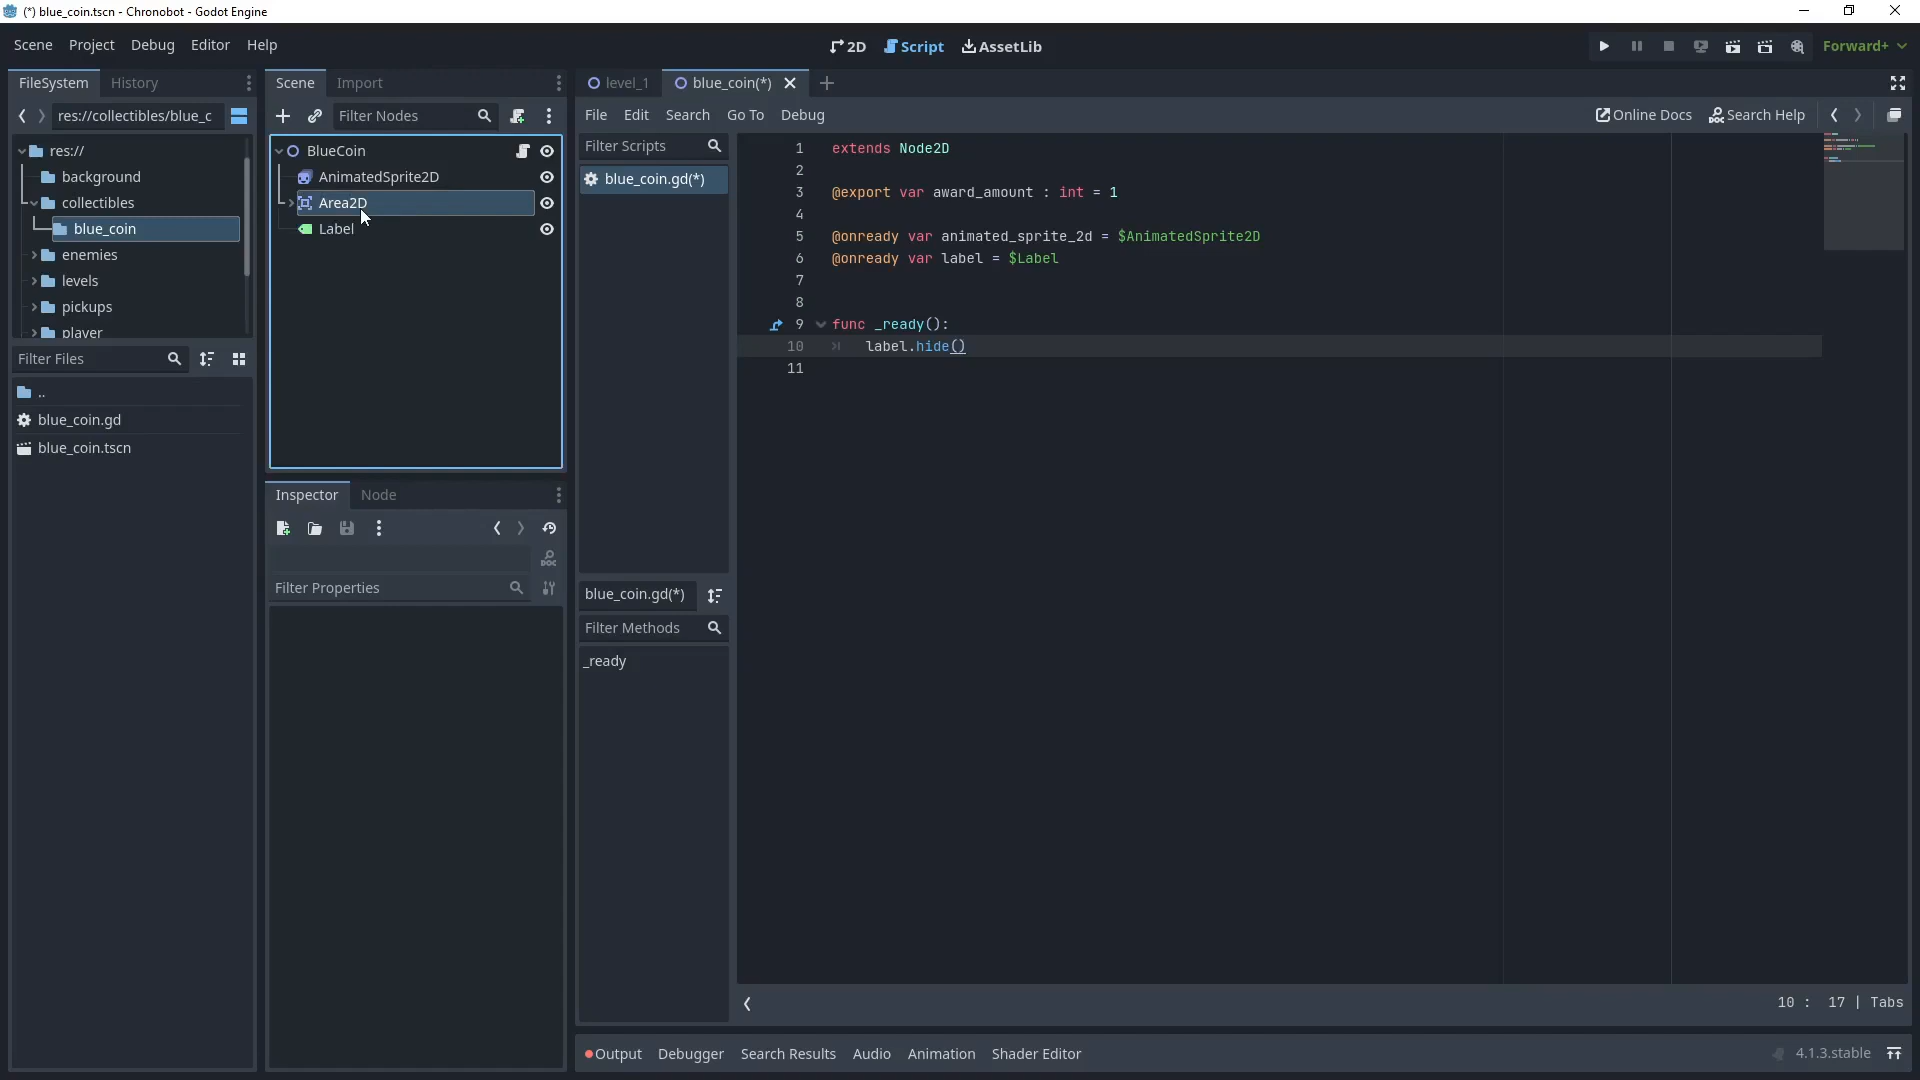 (*) blue_coin.tscn - Chronobot - Godot Engine
Scene Project Debug Editor Help
2D Script AssetLib
Forward+
FileSystem History
res://collectibles/blue_c
res://
background
collectibles
blue_coin
enemies
levels
pickups
player
Filter Files
..
blue_coin.gd
blue_coin.tscn
Scene Import
Filter Nodes
BlueCoin
AnimatedSprite2D
Area2D
Label
Inspector Node
DOC
Filter Properties
level_1 blue_coin(*)
File Edit Search Go To Debug
Online Docs DOC Search Help
Filter Scripts
blue_coin.gd(*)
blue_coin.gd(*)
Filter Methods
_ready
1 extends Node2D
2
3 @export var award_amount : int = 1
4
5 @onready var animated_sprite_2d = $AnimatedSprite2D
6 @onready var label = $Label
7
8
9 func _ready():
10 label.hide()
11
10 : 17 | Tabs
Output Debugger Search Results Audio Animation Shader Editor
4.1.3.stable